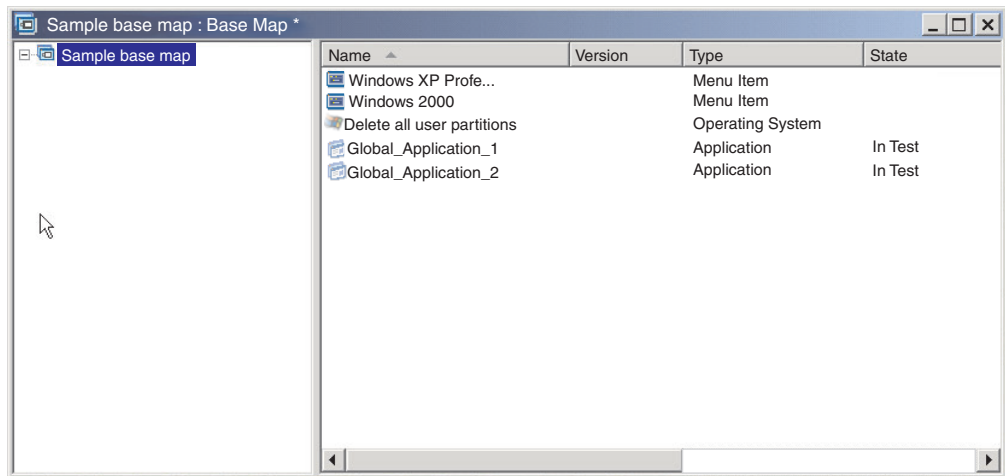 Sample base map : Base Map *
Sample base map
Name Version Type State
Windows XP Profe... Menu Item
Windows 2000 Menu Item
Delete all user partitions Operating System
Global_Application_1 Application In Test
Global_Application_2 Application In Test